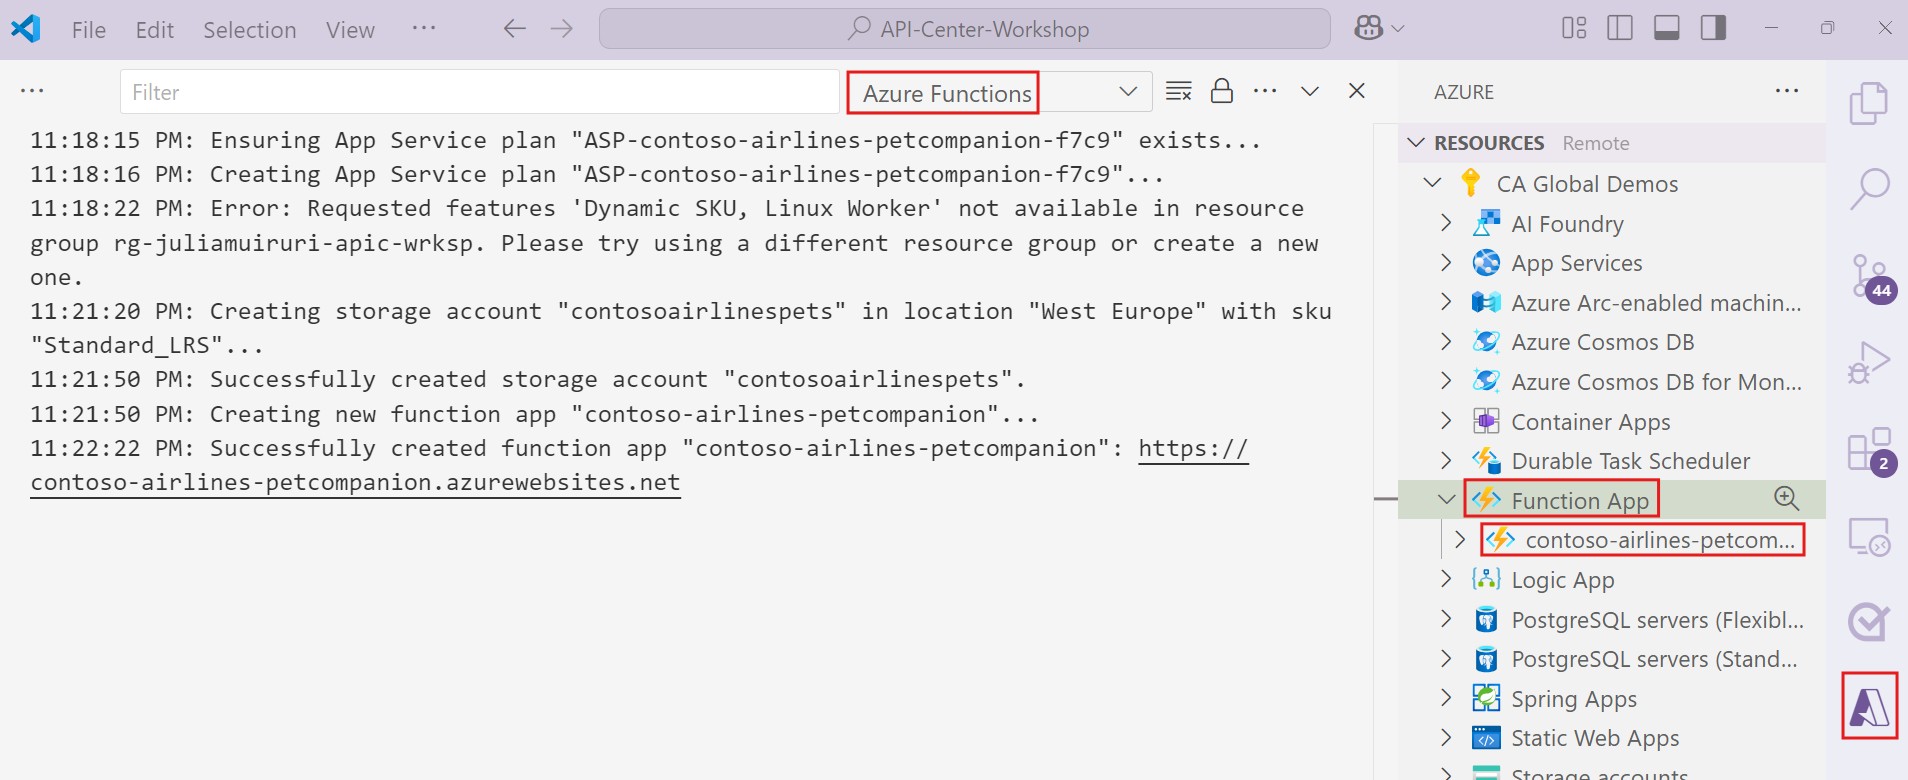 File Edit Selection View ··· API-Center-Workshop
Filter Azure Functions
11:18:15 PM: Ensuring App Service plan "ASP-contoso-airlines-petcompanion-f7c9" exists...
11:18:16 PM: Creating App Service plan "ASP-contoso-airlines-petcompanion-f7c9"...
11:18:22 PM: Error: Requested features 'Dynamic SKU, Linux Worker' not available in resource
group rg-juliamuiruri-apic-wrksp. Please try using a different resource group or create a new
one.
11:21:20 PM: Creating storage account "contosoairlinespets" in location "West Europe" with sku
"Standard_LRS"...
11:21:50 PM: Successfully created storage account "contosoairlinespets".
11:21:50 PM: Creating new function app "contoso-airlines-petcompanion"...
11:22:22 PM: Successfully created function app "contoso-airlines-petcompanion": https://
contoso-airlines-petcompanion.azurewebsites.net
AZURE
RESOURCES Remote
CA Global Demos
AI Foundry
App Services
Azure Arc-enabled machin...
Azure Cosmos DB
Azure Cosmos DB for Mon...
Container Apps
Durable Task Scheduler
Function App
contoso-airlines-petcom...
Logic App
PostgreSQL servers (Flexibl...
PostgreSQL servers (Stand...
Spring Apps
Static Web Apps
Storage accounts
44
2